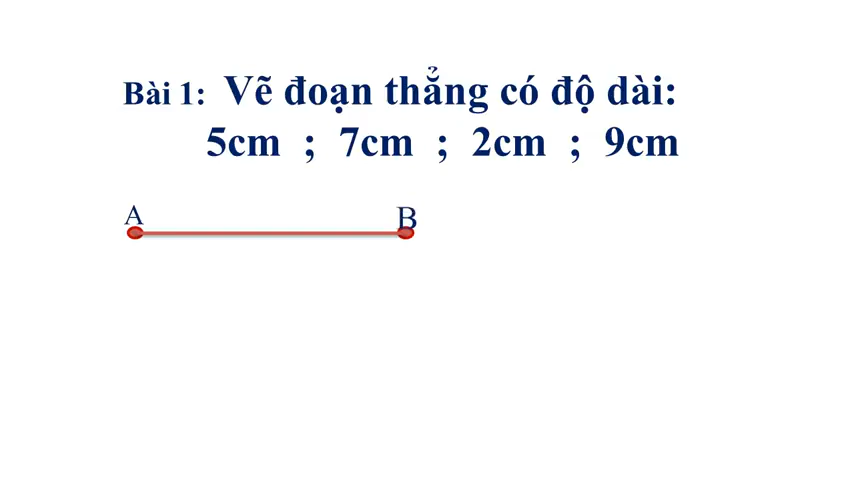 Bài 1: Vẽ đoạn thẳng có độ dài:
5cm ; 7cm ; 2cm ; 9cm
A B